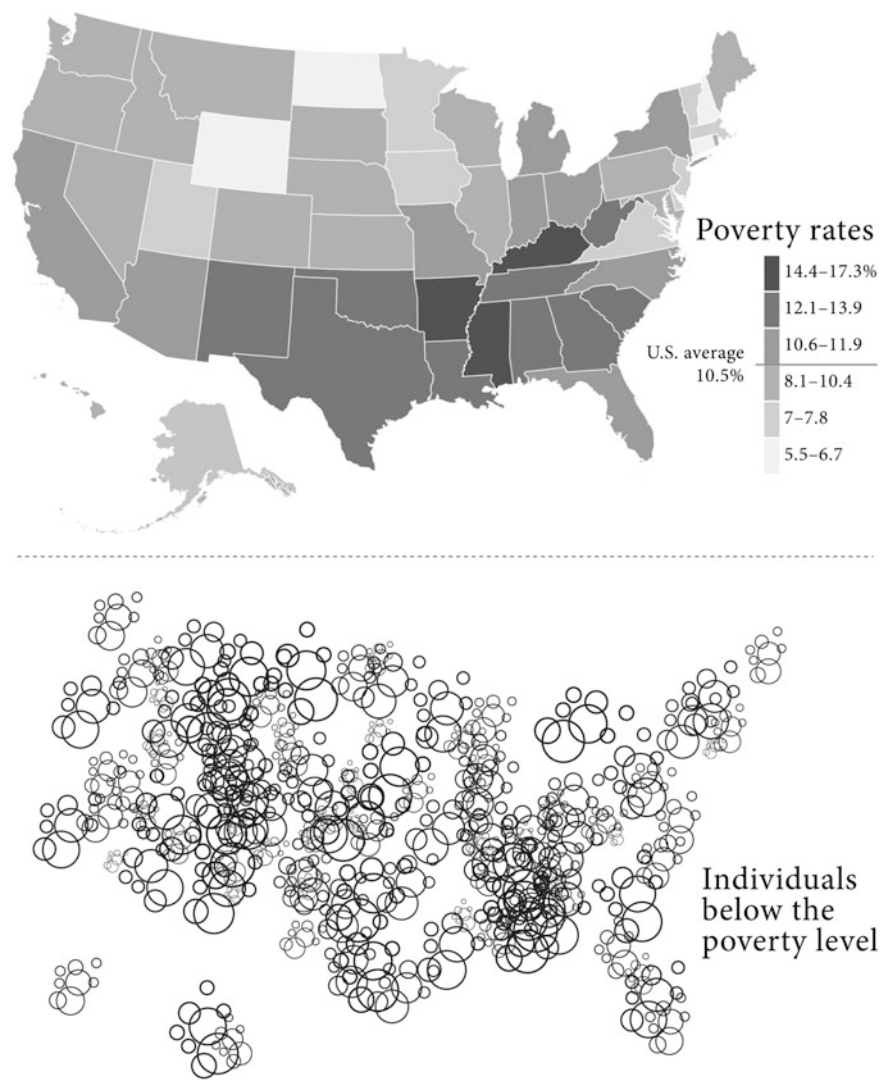 Poverty rates
14.4–17.3%
12.1–13.9
10.6–11.9
U.S. average
10.5%
8.1–10.4
7–7.8
5.5–6.7
Individuals
below the
poverty level